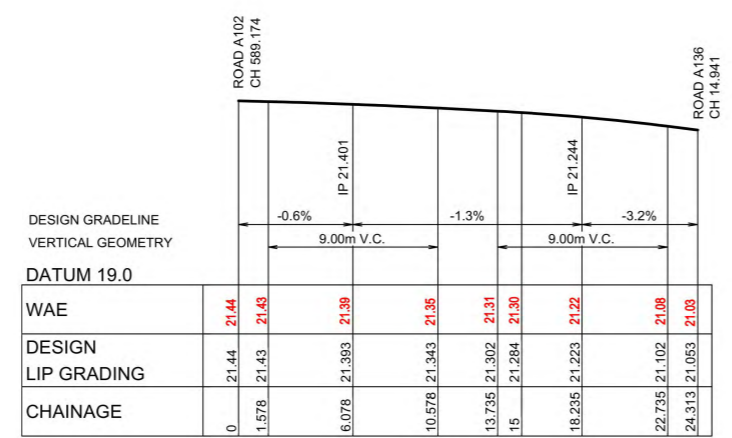 ROAD A102
CH 589.174
ROAD A136
CH 14.941
IP 21.401
IP 21.244
DESIGN GRADELINE
-0.6%
-1.3%
-3.2%
VERTICAL GEOMETRY
9.00m V.C.
9.00m V.C.
DATUM 19.0
WAE 21.44 21.43 21.39 21.35 21.31 21.30 21.22 21.08 21.03
DESIGN
LIP GRADING 21.44 21.43 21.393 21.343 21.302 21.284 21.223 21.102 21.053
CHAINAGE 0 1.578 6.078 10.578 13.735 15 18.235 22.735 24.313